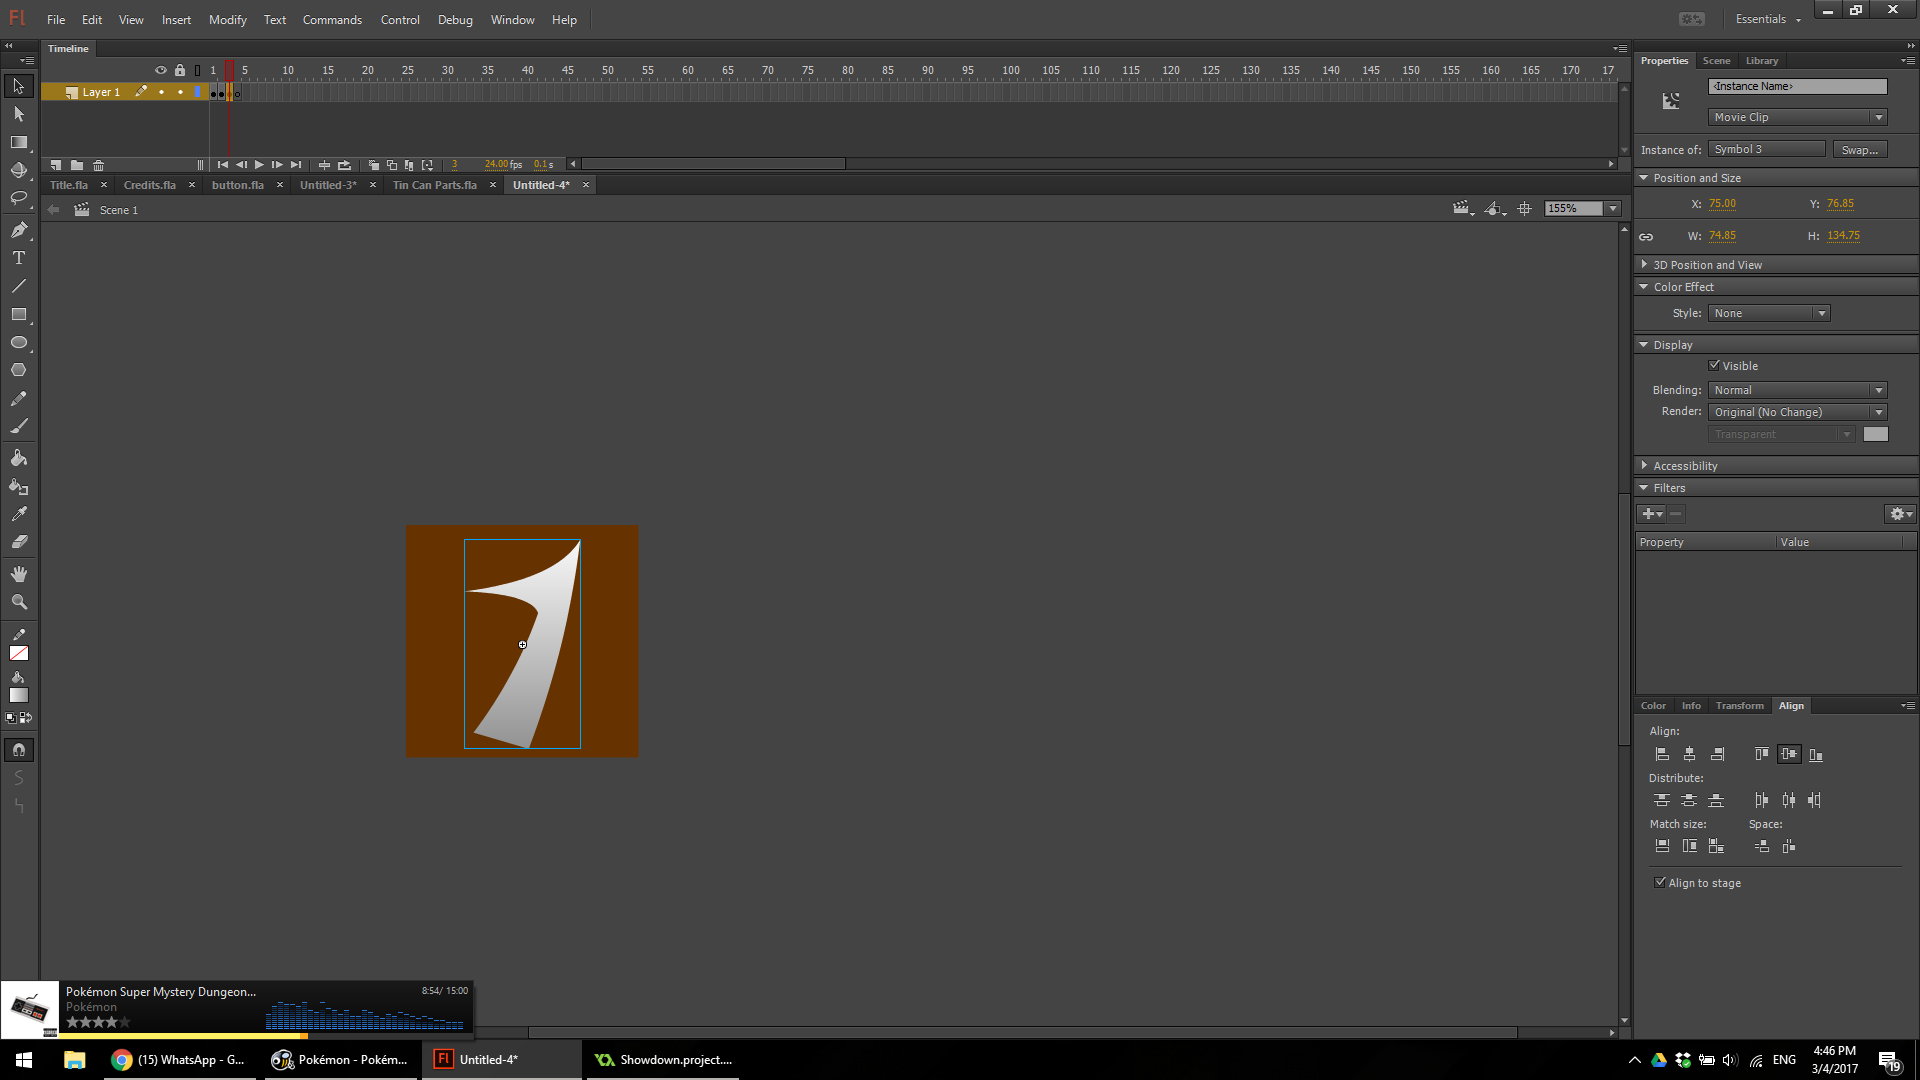 Fl File Edit View Insert Modify Text Commands Control Debug Window Help Essentials
Timeline
1 5 10 15 20 25 30 35 40 45 50 55 60 65 70 75 80 85 90 95 100 105 110 115 120 125 130 135 140 145 150 155 160 165 170 17
Layer 1
3 24.00 fps 0.1 s
Title.fla Credits.fla button.fla Untitled-3* Tin Can Parts.fla Untitled-4*
Scene 1 155%
Properties Scene Library
<Instance Name>
Movie Clip
Instance of: Symbol 3 Swap...
Position and Size
X: 75.00 Y: 76.85
W: 74.85 H: 134.75
3D Position and View
Color Effect
Style: None
Display
Visible
Blending: Normal
Render: Original (No Change)
Transparent
Accessibility
Filters
Property Value
Color Info Transform Align
Align:
Distribute:
Match size: Space:
Align to stage
Pokémon Super Mystery Dungeon... 8:54/ 15:00
Pokémon
(15) WhatsApp - G... Pokémon - Pokém... Fl Untitled-4* Showdown.project....
ENG 4:46 PM
3/4/2017
19